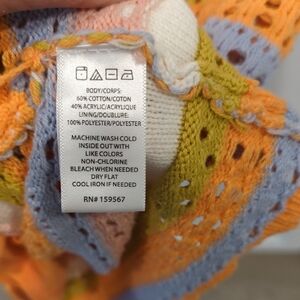 BODY/CORPS:
60% COTTON/COTON
40% ACRYLIC/ACRYLIQUE
LINING/DOUBLURE:
100% POLYESTER/POLYESTER
MACHINE WASH COLD
INSIDE OUT WITH
LIKE COLORS
NON-CHLORINE
BLEACH WHEN NEEDED
DRY FLAT
COOL IRON IF NEEDED
RN# 159567